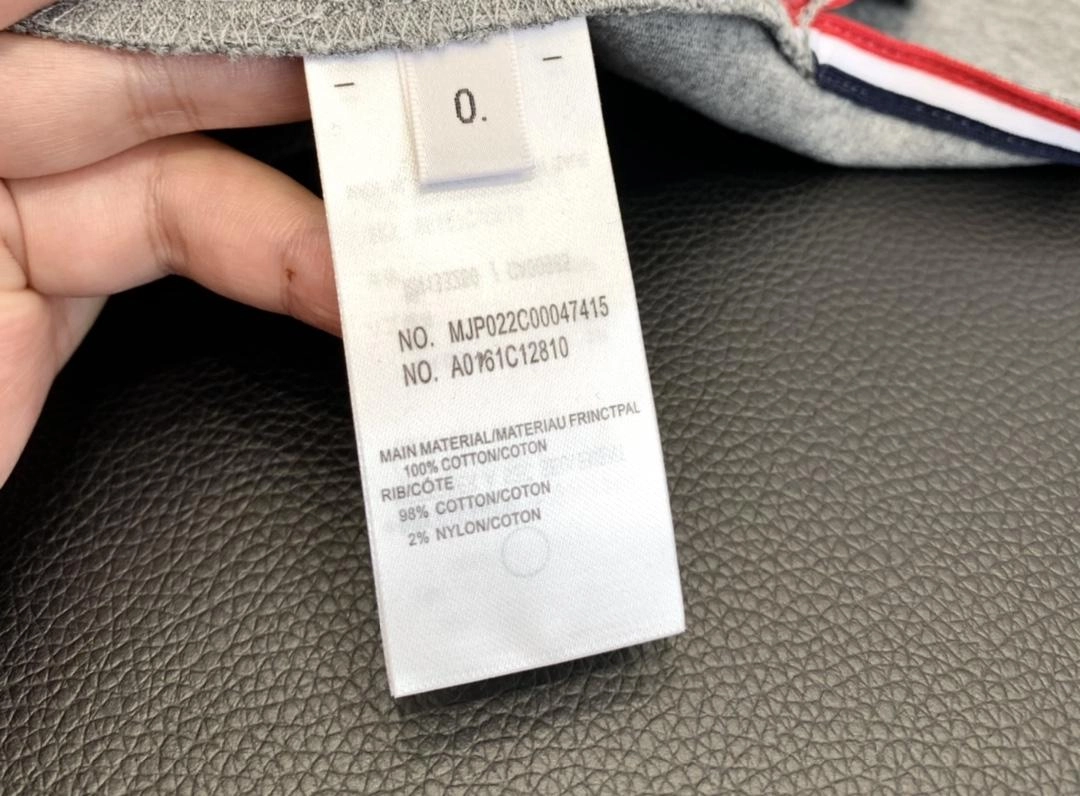 0.
NO. MJP022C00047415
NO. A0161C12810
MAIN MATERIAL/MATERIAU FRINCTPAL
100% COTTON/COTON
RIB/CÔTE
98% COTTON/COTON
2% NYLON/COTON